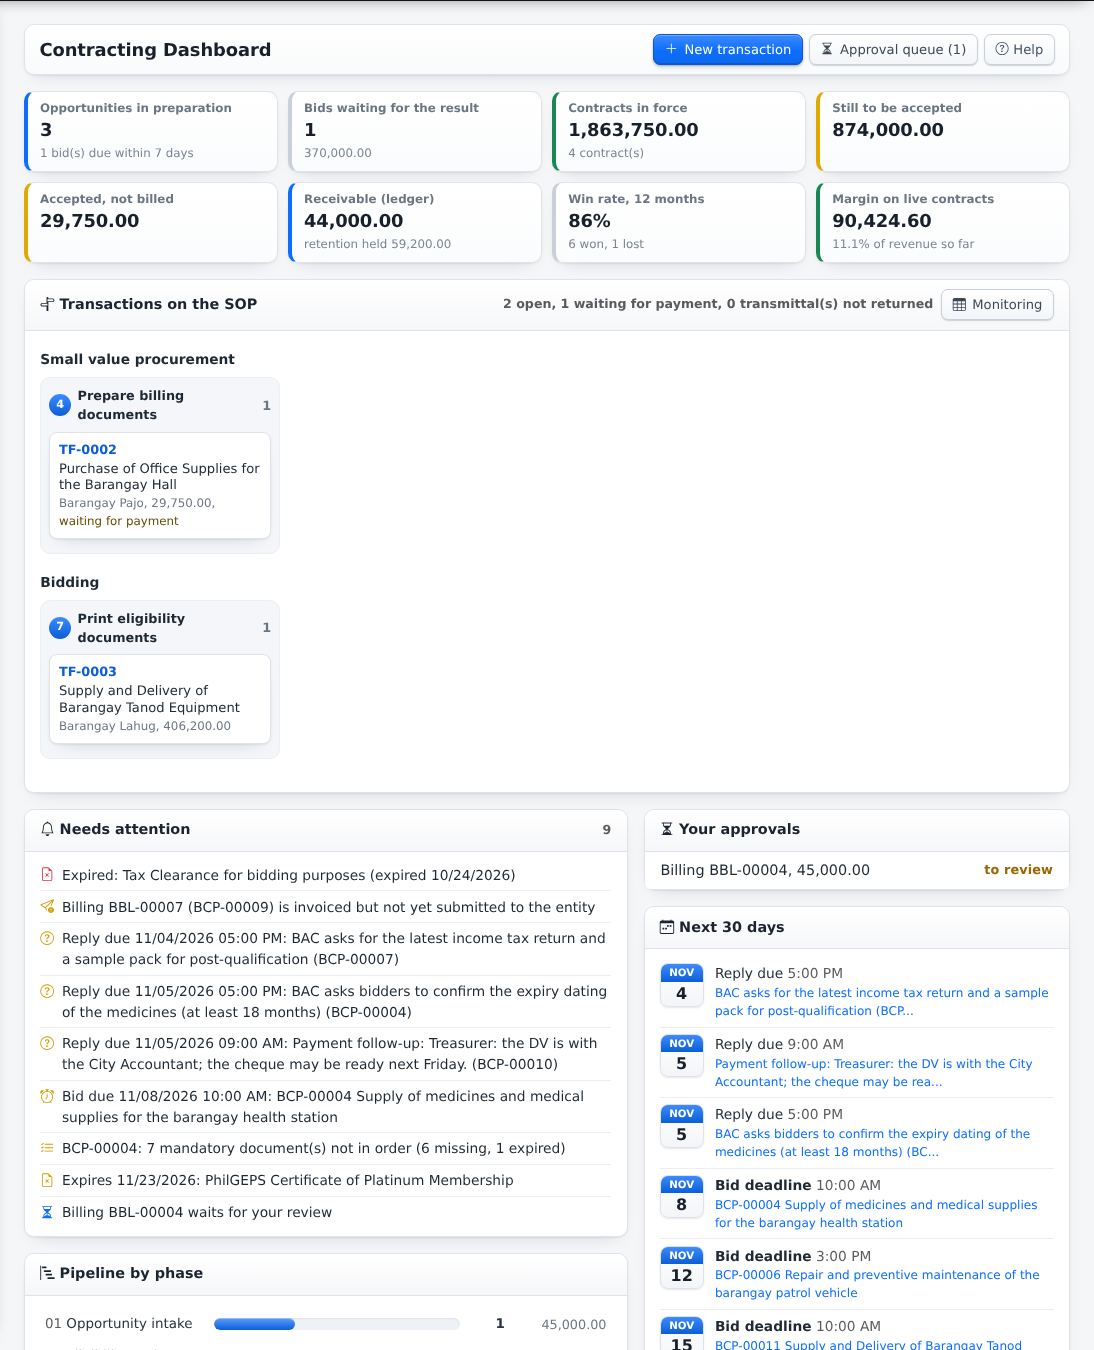 Contracting Dashboard
New transaction
Approval queue (1)
Help
Opportunities in preparation
3
1 bid(s) due within 7 days
Bids waiting for the result
1
370,000.00
Contracts in force
1,863,750.00
4 contract(s)
Still to be accepted
874,000.00
Accepted, not billed
29,750.00
Receivable (ledger)
44,000.00
retention held 59,200.00
Win rate, 12 months
86%
6 won, 1 lost
Margin on live contracts
90,424.60
11.1% of revenue so far
Transactions on the SOP
2 open, 1 waiting for payment, 0 transmittal(s) not returned
Monitoring
Small value procurement
4
Prepare billing
documents
1
TF-0002
Purchase of Office Supplies for
the Barangay Hall
Barangay Pajo, 29,750.00,
waiting for payment
Bidding
7
Print eligibility
documents
1
TF-0003
Supply and Delivery of
Barangay Tanod Equipment
Barangay Lahug, 406,200.00
Needs attention
9
Expired: Tax Clearance for bidding purposes (expired 10/24/2026)
Billing BBL-00007 (BCP-00009) is invoiced but not yet submitted to the entity
Reply due 11/04/2026 05:00 PM: BAC asks for the latest income tax return and
a sample pack for post-qualification (BCP-00007)
Reply due 11/05/2026 05:00 PM: BAC asks bidders to confirm the expiry dating
of the medicines (at least 18 months) (BCP-00004)
Reply due 11/05/2026 09:00 AM: Payment follow-up: Treasurer: the DV is with
the City Accountant; the cheque may be ready next Friday. (BCP-00010)
Bid due 11/08/2026 10:00 AM: BCP-00004 Supply of medicines and medical
supplies for the barangay health station
BCP-00004: 7 mandatory document(s) not in order (6 missing, 1 expired)
Expires 11/23/2026: PhilGEPS Certificate of Platinum Membership
Billing BBL-00004 waits for your review
Pipeline by phase
01 Opportunity intake
1
45,000.00
Your approvals
Billing BBL-00004, 45,000.00
to review
Next 30 days
NOV
4
Reply due 5:00 PM
BAC asks for the latest income tax return and a sample
pack for post-qualification (BCP...
NOV
5
Reply due 9:00 AM
Payment follow-up: Treasurer: the DV is with the City
Accountant; the cheque may be rea...
NOV
5
Reply due 5:00 PM
BAC asks bidders to confirm the expiry dating of the
medicines (at least 18 months) (BC...
NOV
8
Bid deadline 10:00 AM
BCP-00004 Supply of medicines and medical supplies
for the barangay health station
NOV
12
Bid deadline 3:00 PM
BCP-00006 Repair and preventive maintenance of the
barangay patrol vehicle
NOV
15
Bid deadline 10:00 AM
BCP-00011 Supply and Delivery of Barangay Tanod